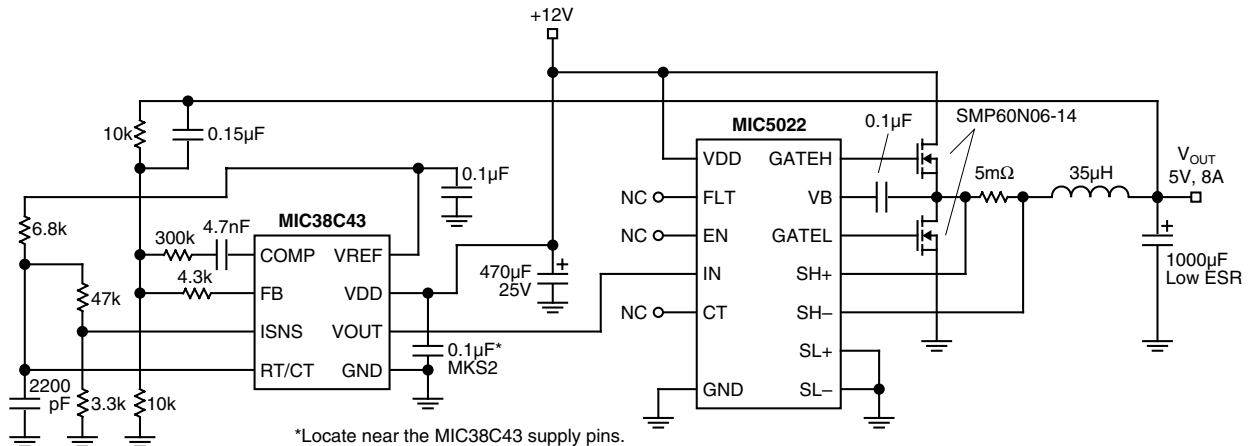 +12V
10k
0.15µF
MIC5022
0.1µF
SMP60N06-14
VDD
GATEH
0.1µF
5mΩ
35µH
VOUT
5V, 8A
NC
FLT
VB
6.8k
MIC38C43
300k
4.7nF
COMP
VREF
NC
EN
GATEL
4.3k
FB
VDD
470µF
25V
IN
SH+
1000µF
Low ESR
47k
ISNS
VOUT
NC
CT
SH–
RT/CT
GND
0.1µF*
MKS2
SL+
2200
pF
3.3k
10k
GND
SL–
*Locate near the MIC38C43 supply pins.